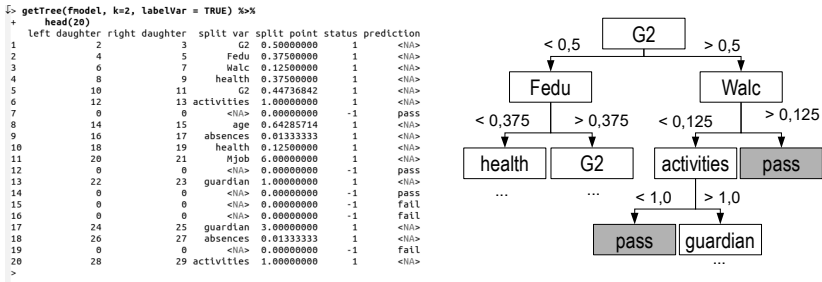 > getTree(fmodel, k=2, labelVar = TRUE) %>%
+ head(20)
left daughter right daughter split var split point status prediction
1 2 3 G2 0.50000000 1 <NA>
2 4 5 Fedu 0.37500000 1 <NA>
3 6 7 Walc 0.12500000 1 <NA>
4 8 9 health 0.37500000 1 <NA>
5 10 11 G2 0.44736842 1 <NA>
6 12 13 activities 1.00000000 1 <NA>
7 0 0 <NA> 0.00000000 -1 pass
8 14 15 age 0.64285714 1 <NA>
9 16 17 absences 0.01333333 1 <NA>
10 18 19 health 0.12500000 1 <NA>
11 20 21 Mjob 6.00000000 1 <NA>
12 0 0 <NA> 0.00000000 -1 pass
13 22 23 guardian 1.00000000 1 <NA>
14 0 0 <NA> 0.00000000 -1 pass
15 0 0 <NA> 0.00000000 -1 fail
16 0 0 <NA> 0.00000000 -1 fail
17 24 25 guardian 3.00000000 1 <NA>
18 26 27 absences 0.01333333 1 <NA>
19 0 0 <NA> 0.00000000 -1 fail
20 28 29 activities 1.00000000 1 <NA>
>
G2
< 0,5 > 0,5
Fedu Walc
< 0,375 > 0,375 < 0,125 > 0,125
health G2 activities pass
... ...
< 1,0 > 1,0
pass guardian
...